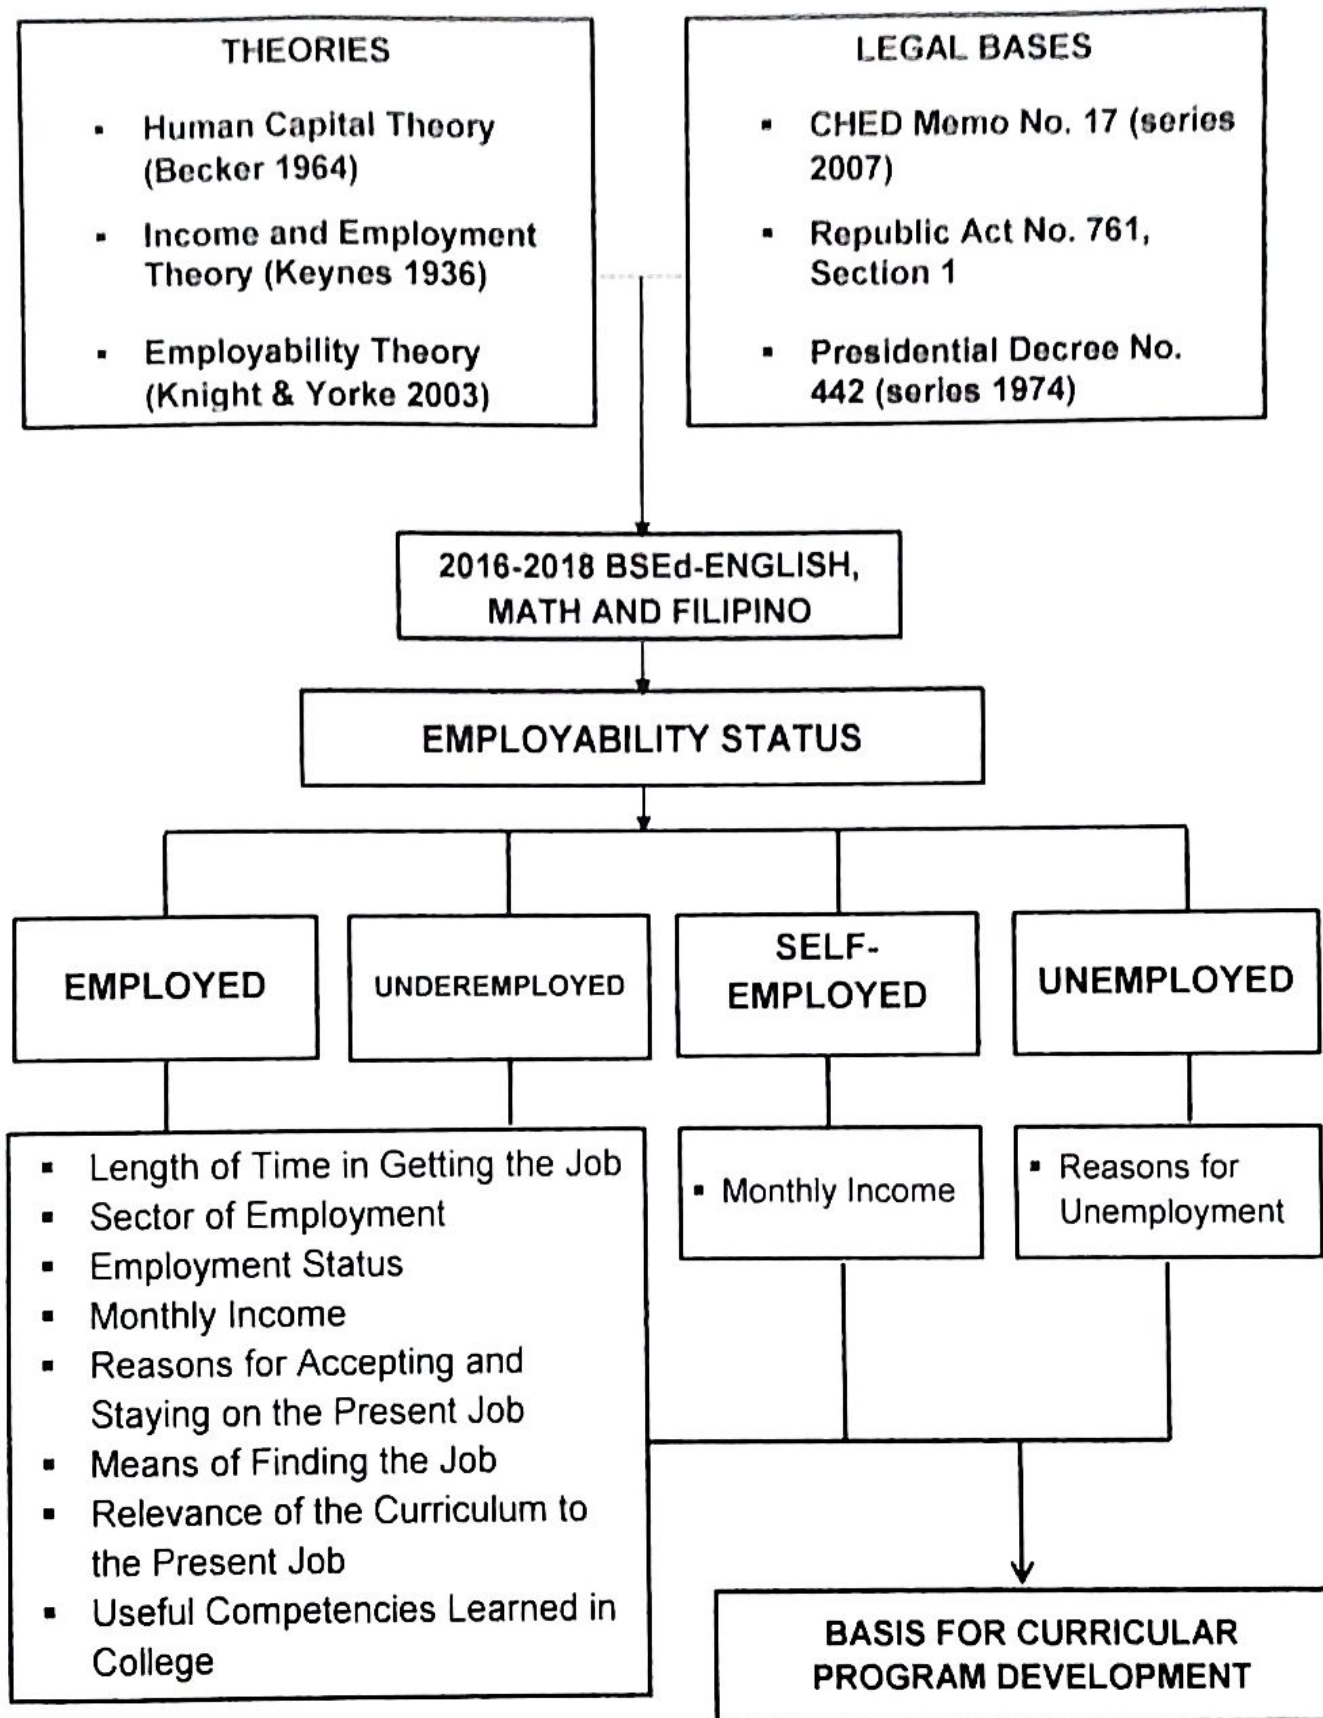 THEORIES
▪ Human Capital Theory
(Becker 1964)
▪ Income and Employment
Theory (Keynes 1936)
▪ Employability Theory
(Knight & Yorke 2003)
LEGAL BASES
▪ CHED Memo No. 17 (series
2007)
▪ Republic Act No. 761,
Section 1
▪ Presidential Decree No.
442 (series 1974)
2016-2018 BSEd-ENGLISH,
MATH AND FILIPINO
EMPLOYABILITY STATUS
EMPLOYED
UNDEREMPLOYED
SELF-
EMPLOYED
UNEMPLOYED
▪ Length of Time in Getting the Job
▪ Sector of Employment
▪ Employment Status
▪ Monthly Income
▪ Reasons for Accepting and
Staying on the Present Job
▪ Means of Finding the Job
▪ Relevance of the Curriculum to
the Present Job
▪ Useful Competencies Learned in
College
▪ Monthly Income
▪ Reasons for
Unemployment
BASIS FOR CURRICULAR
PROGRAM DEVELOPMENT